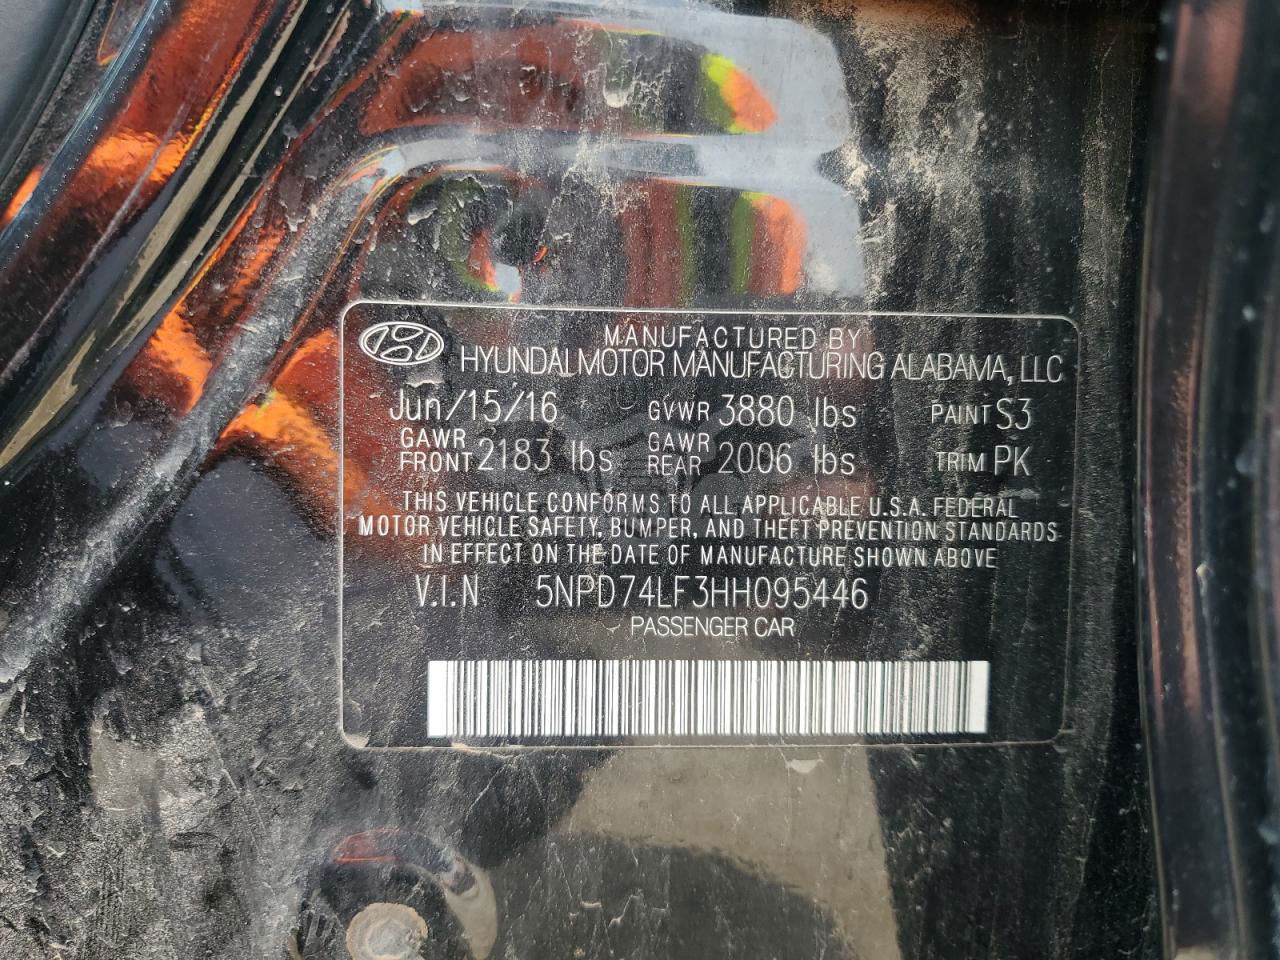 MANUFACTURED BY
HYUNDAI MOTOR MANUFACTURING ALABAMA, LLC
Jun/15/16 GVWR 3880 lbs PAINT S3
GAWR FRONT 2183 lbs GAWR REAR 2006 lbs TRIM PK
THIS VEHICLE CONFORMS TO ALL APPLICABLE U.S.A. FEDERAL
MOTOR VEHICLE SAFETY, BUMPER, AND THEFT PREVENTION STANDARDS
IN EFFECT ON THE DATE OF MANUFACTURE SHOWN ABOVE
V.I.N 5NPD74LF3HH095446
PASSENGER CAR